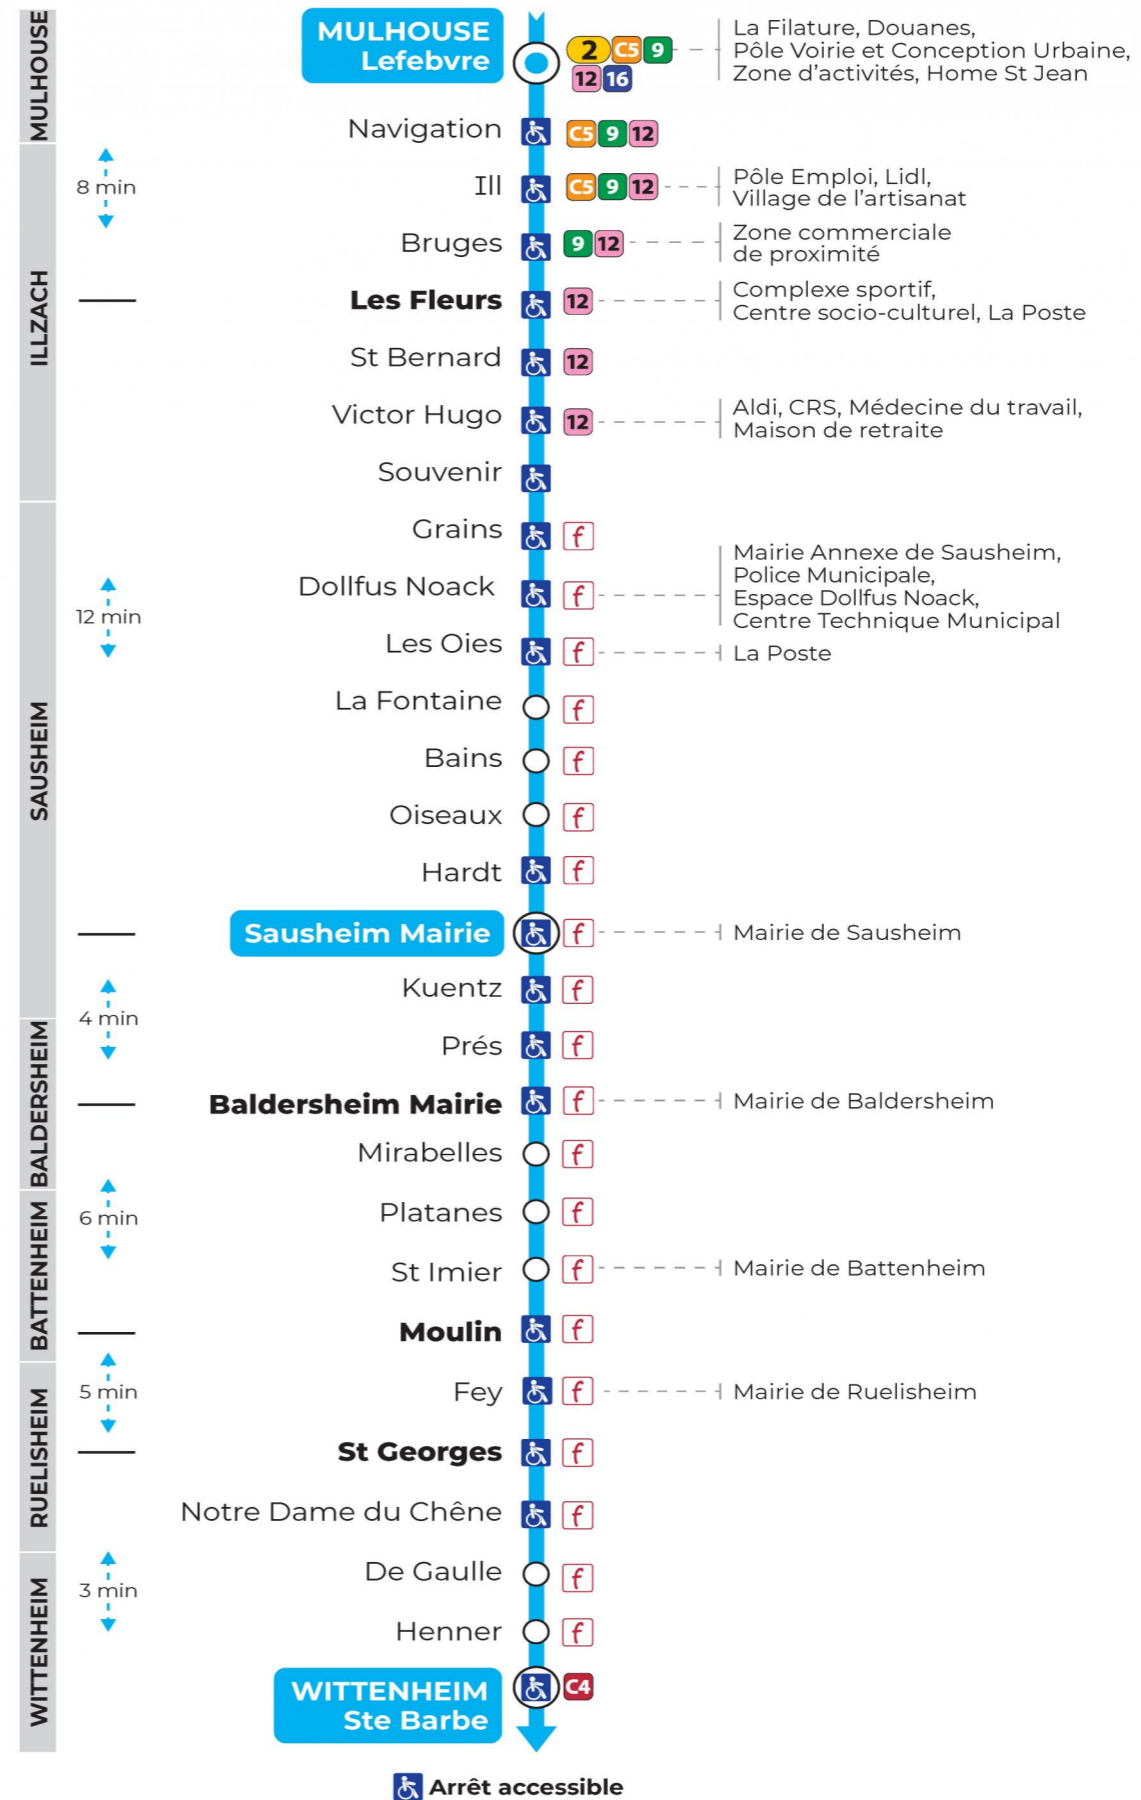 MULHOUSE
MULHOUSE
Lefebvre
2 C5 9
12 16
La Filature, Douanes,
Pôle Voirie et Conception Urbaine,
Zone d’activités, Home St Jean
Navigation
C5 9 12
ILLZACH
8 min
Ill
C5 9 12
Pôle Emploi, Lidl,
Village de l’artisanat
Bruges
9 12
Zone commerciale
de proximité
Les Fleurs
12
Complexe sportif,
Centre socio-culturel, La Poste
St Bernard
12
Victor Hugo
12
Aldi, CRS, Médecine du travail,
Maison de retraite
Souvenir
SAUSHEIM
Grains
f
Dollfus Noack
f
Mairie Annexe de Sausheim,
Police Municipale,
Espace Dollfus Noack,
Centre Technique Municipal
12 min
Les Oies
f
La Poste
La Fontaine
f
Bains
f
Oiseaux
f
Hardt
f
Sausheim Mairie
f
Mairie de Sausheim
Kuentz
f
4 min
BALDERSHEIM
Prés
f
Baldersheim Mairie
f
Mairie de Baldersheim
Mirabelles
f
BATTENHEIM
6 min
Platanes
f
St Imier
f
Mairie de Battenheim
Moulin
f
RUELISHEIM
5 min
Fey
f
Mairie de Ruelisheim
St Georges
f
Notre Dame du Chêne
f
WITTENHEIM
De Gaulle
f
3 min
Henner
f
WITTENHEIM
Ste Barbe
C4
Arrêt accessible